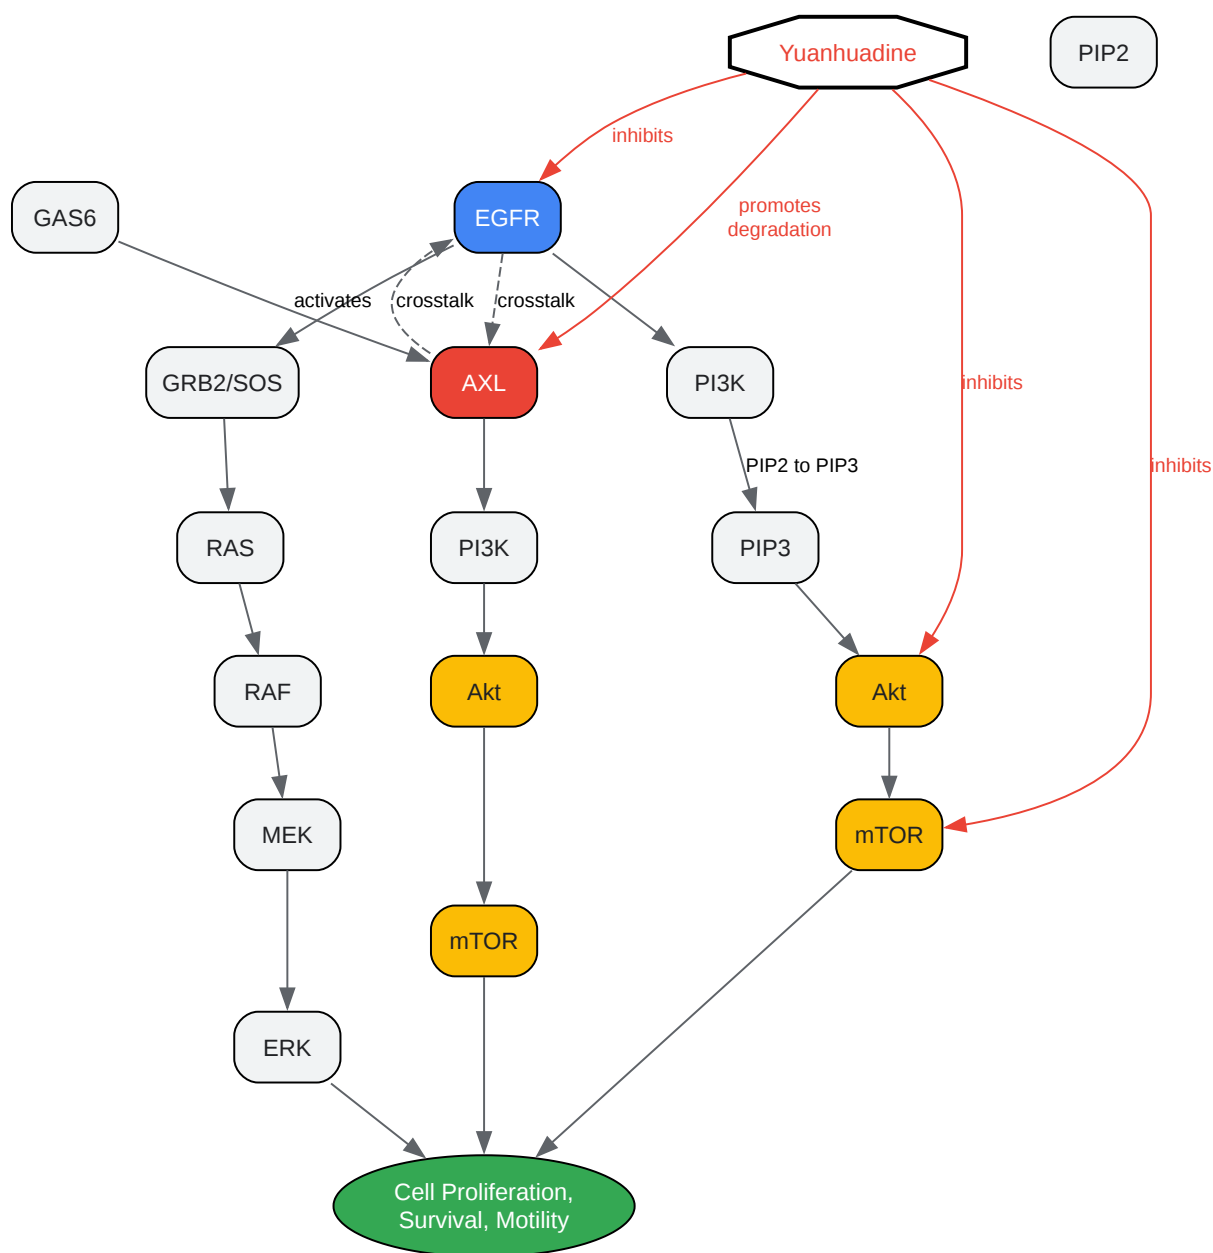 Yuanhuadine
PIP2
inhibits
GAS6
EGFR
promotes
degradation
activates
crosstalk
crosstalk
GRB2/SOS
AXL
PI3K
inhibits
PIP2 to PIP3
inhibits
RAS
PI3K
PIP3
RAF
Akt
Akt
MEK
mTOR
mTOR
ERK
Cell Proliferation,
Survival, Motility